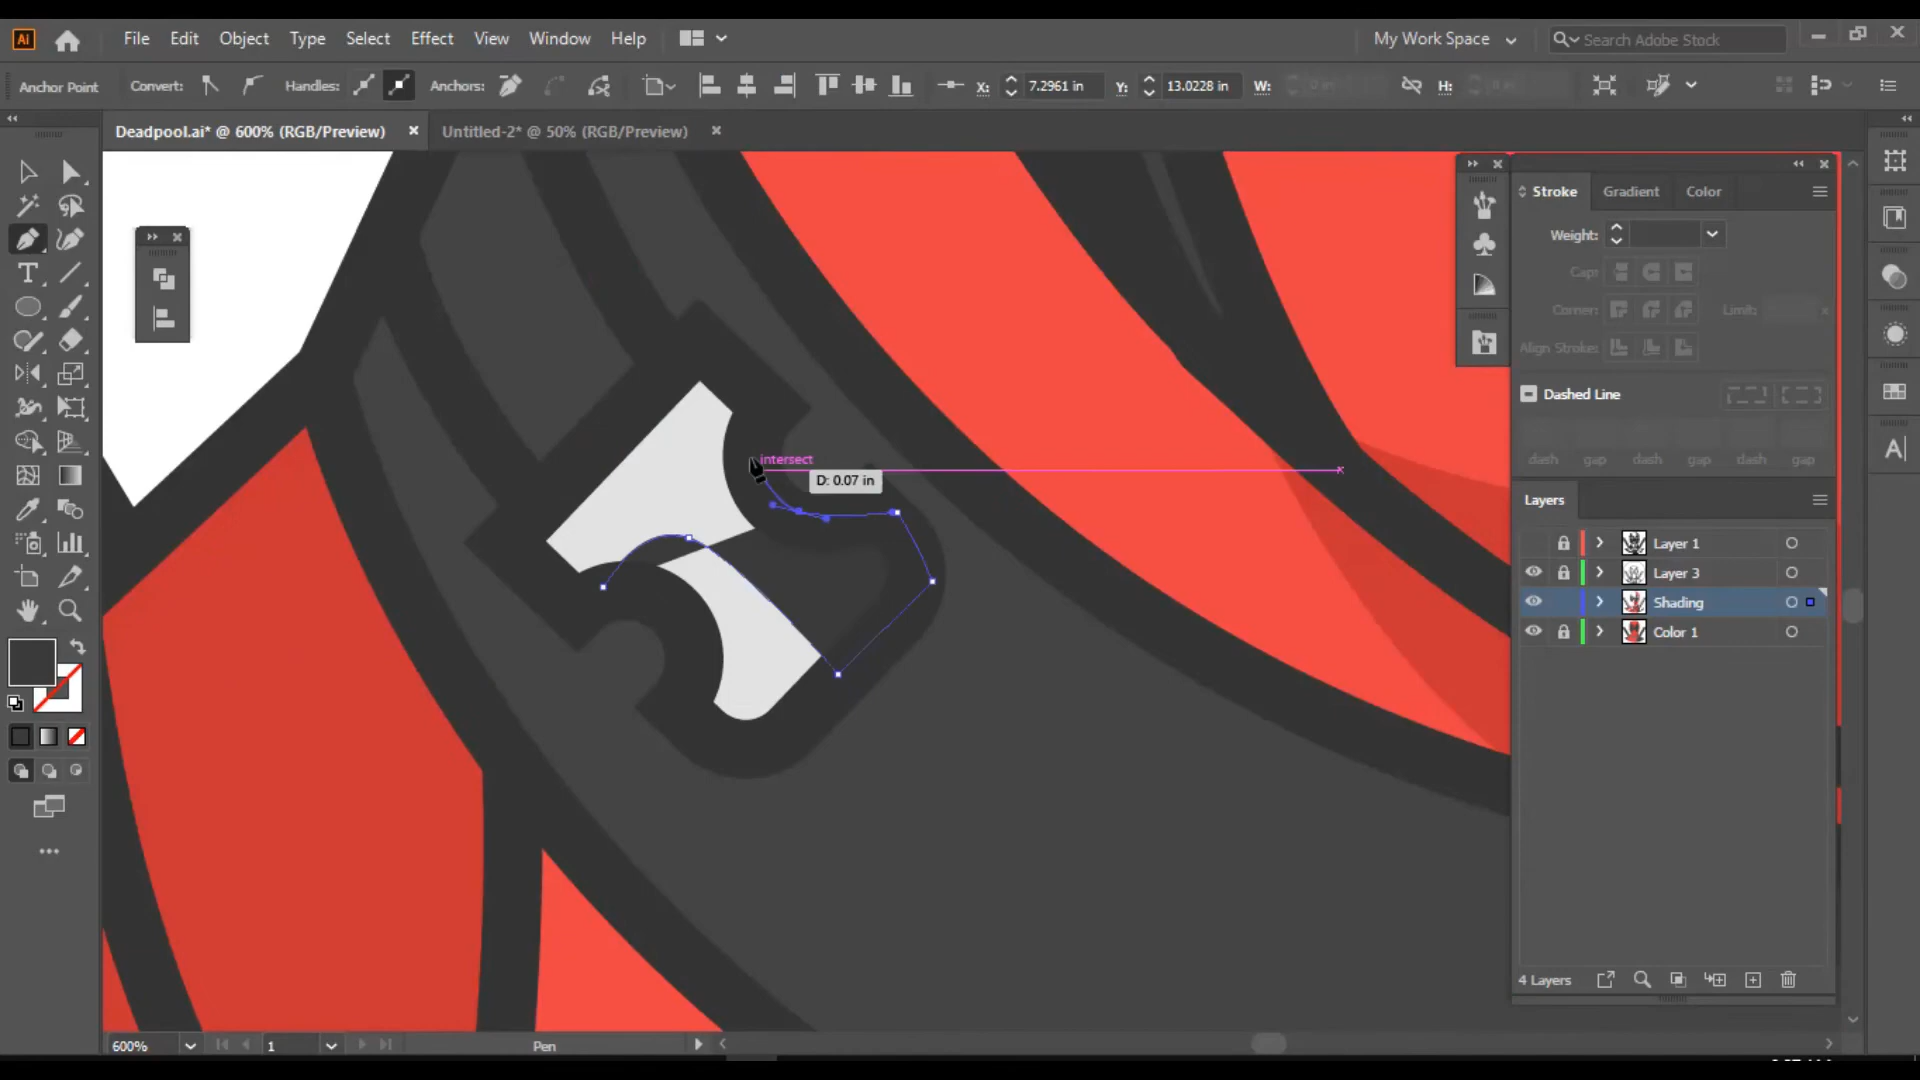 Ai File Edit Object Type Select Effect View Window Help My Work Space Search Adobe Stock
Anchor Point Convert: Handles: Anchors: X: 7.2961 in Y: 13.0228 in W: H:
Deadpool.ai* @ 600% (RGB/Preview) × Untitled-2* @ 50% (RGB/Preview) ×
Stroke Gradient Color
Weight:
Cap:
Corner: Limit:
Align Stroke:
Dashed Line
dash gap dash gap dash gap
intersect
D: 0.07 in
Layers
Layer 1
Layer 3
Shading
Color 1
4 Layers
600% 1 Pen